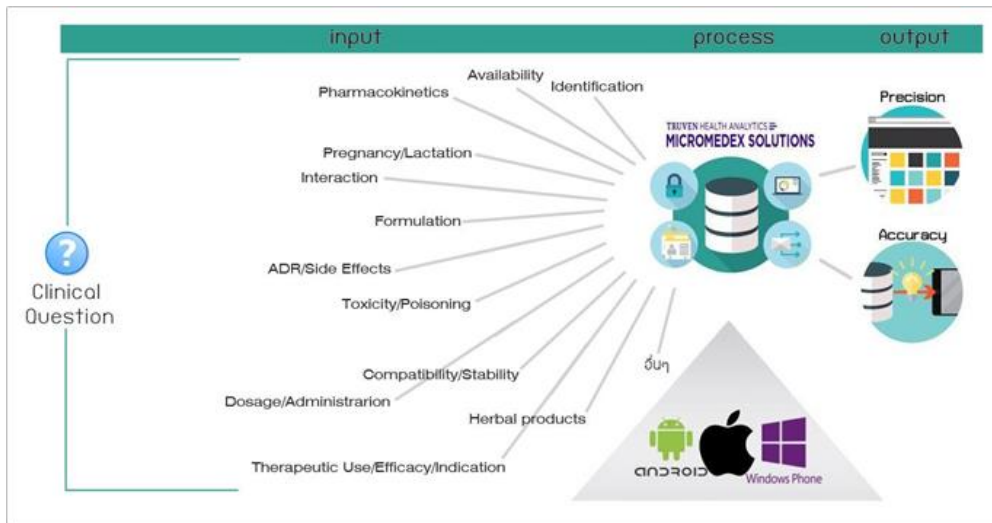 input
process
output
Availability
Identification
Pharmacokinetics
Pregnancy/Lactation
Interaction
Formulation
ADR/Side Effects
Toxicity/Poisoning
Compatibility/Stability
Dosage/Administrarion
Herbal products
Therapeutic Use/Efficacy/Indication
อื่นๆ
?
Clinical
Question
TRUVEN HEALTH ANALYTICS
MICROMEDEX SOLUTIONS
Precision
Accuracy
ANDROID
Windows Phone